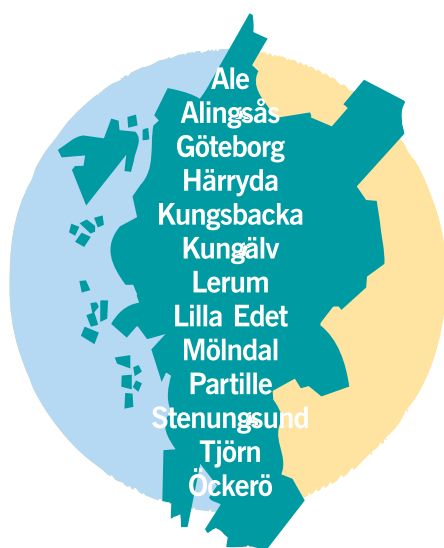 Ale
Alingsås
Göteborg
Härryda
Kungsbacka
Kungälv
Lerum
Lilla Edet
Mölndal
Partille
Stenungsund
Tjörn
Öckerö